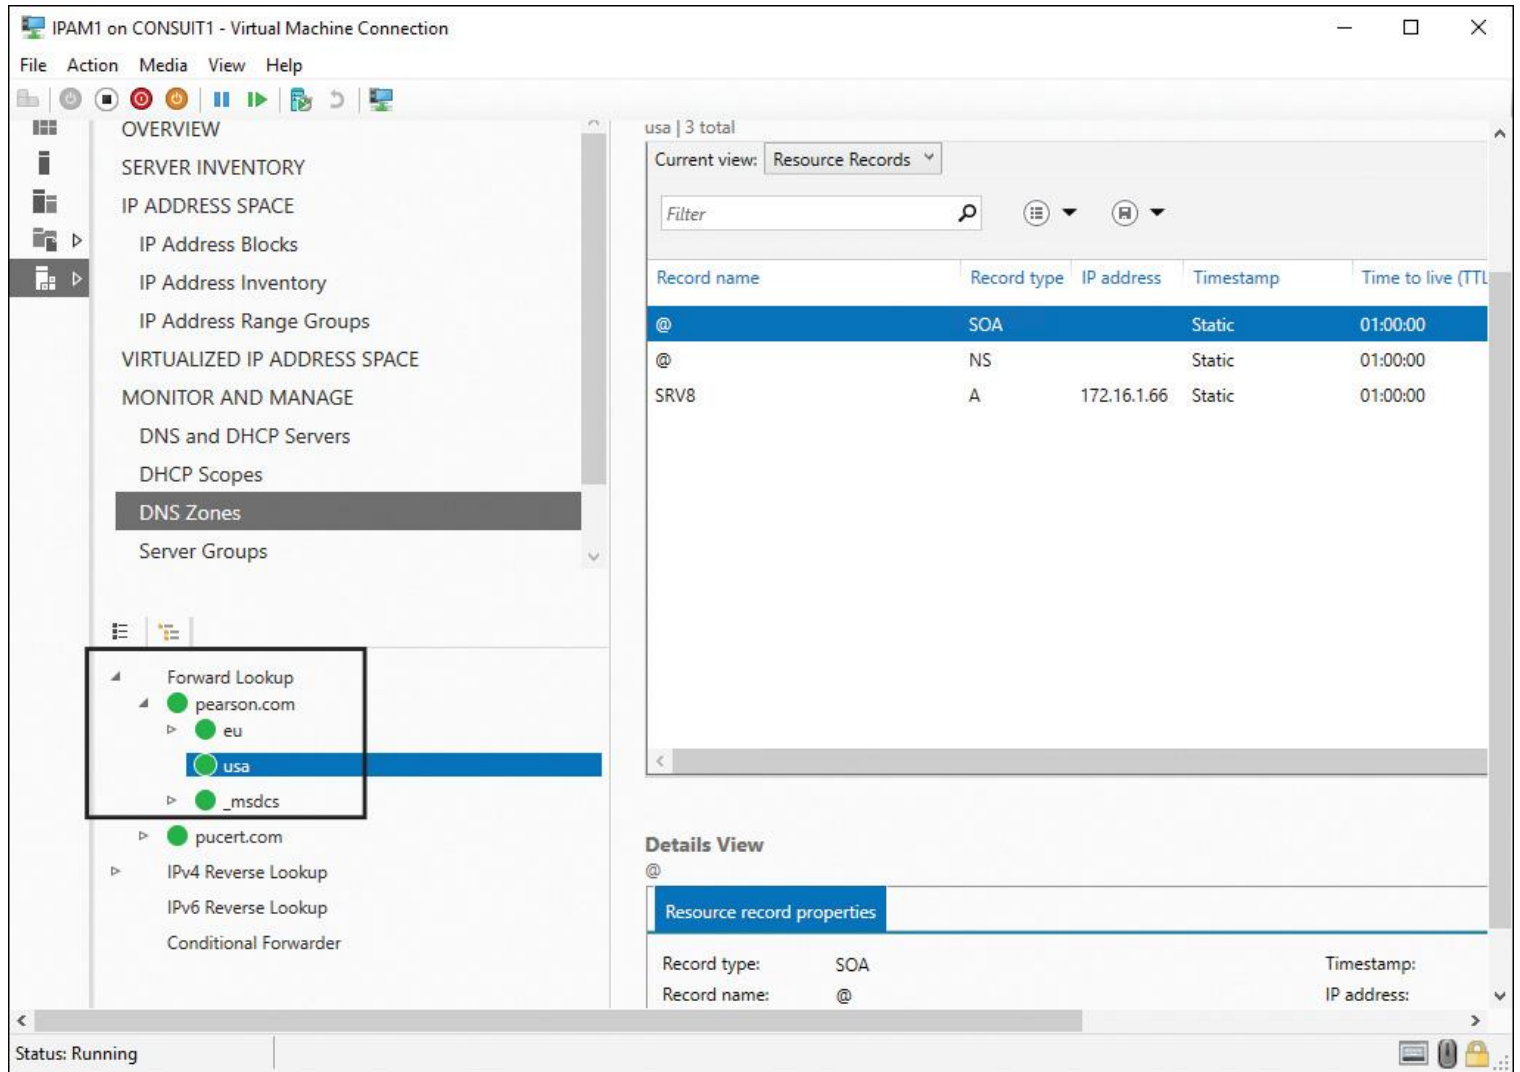 IPAM1 on CONSUIT1 - Virtual Machine Connection
File Action Media View Help
OVERVIEW
SERVER INVENTORY
IP ADDRESS SPACE
IP Address Blocks
IP Address Inventory
IP Address Range Groups
VIRTUALIZED IP ADDRESS SPACE
MONITOR AND MANAGE
DNS and DHCP Servers
DHCP Scopes
DNS Zones
Server Groups
Forward Lookup
pearson.com
eu
usa
_msdcs
pucert.com
IPv4 Reverse Lookup
IPv6 Reverse Lookup
Conditional Forwarder
usa | 3 total
Current view: Resource Records
Filter
Record name Record type IP address Timestamp Time to live (TTL
@ SOA Static 01:00:00
@ NS Static 01:00:00
SRV8 A 172.16.1.66 Static 01:00:00
Details View
@
Resource record properties
Record type: SOA Timestamp:
Record name: @ IP address:
Status: Running